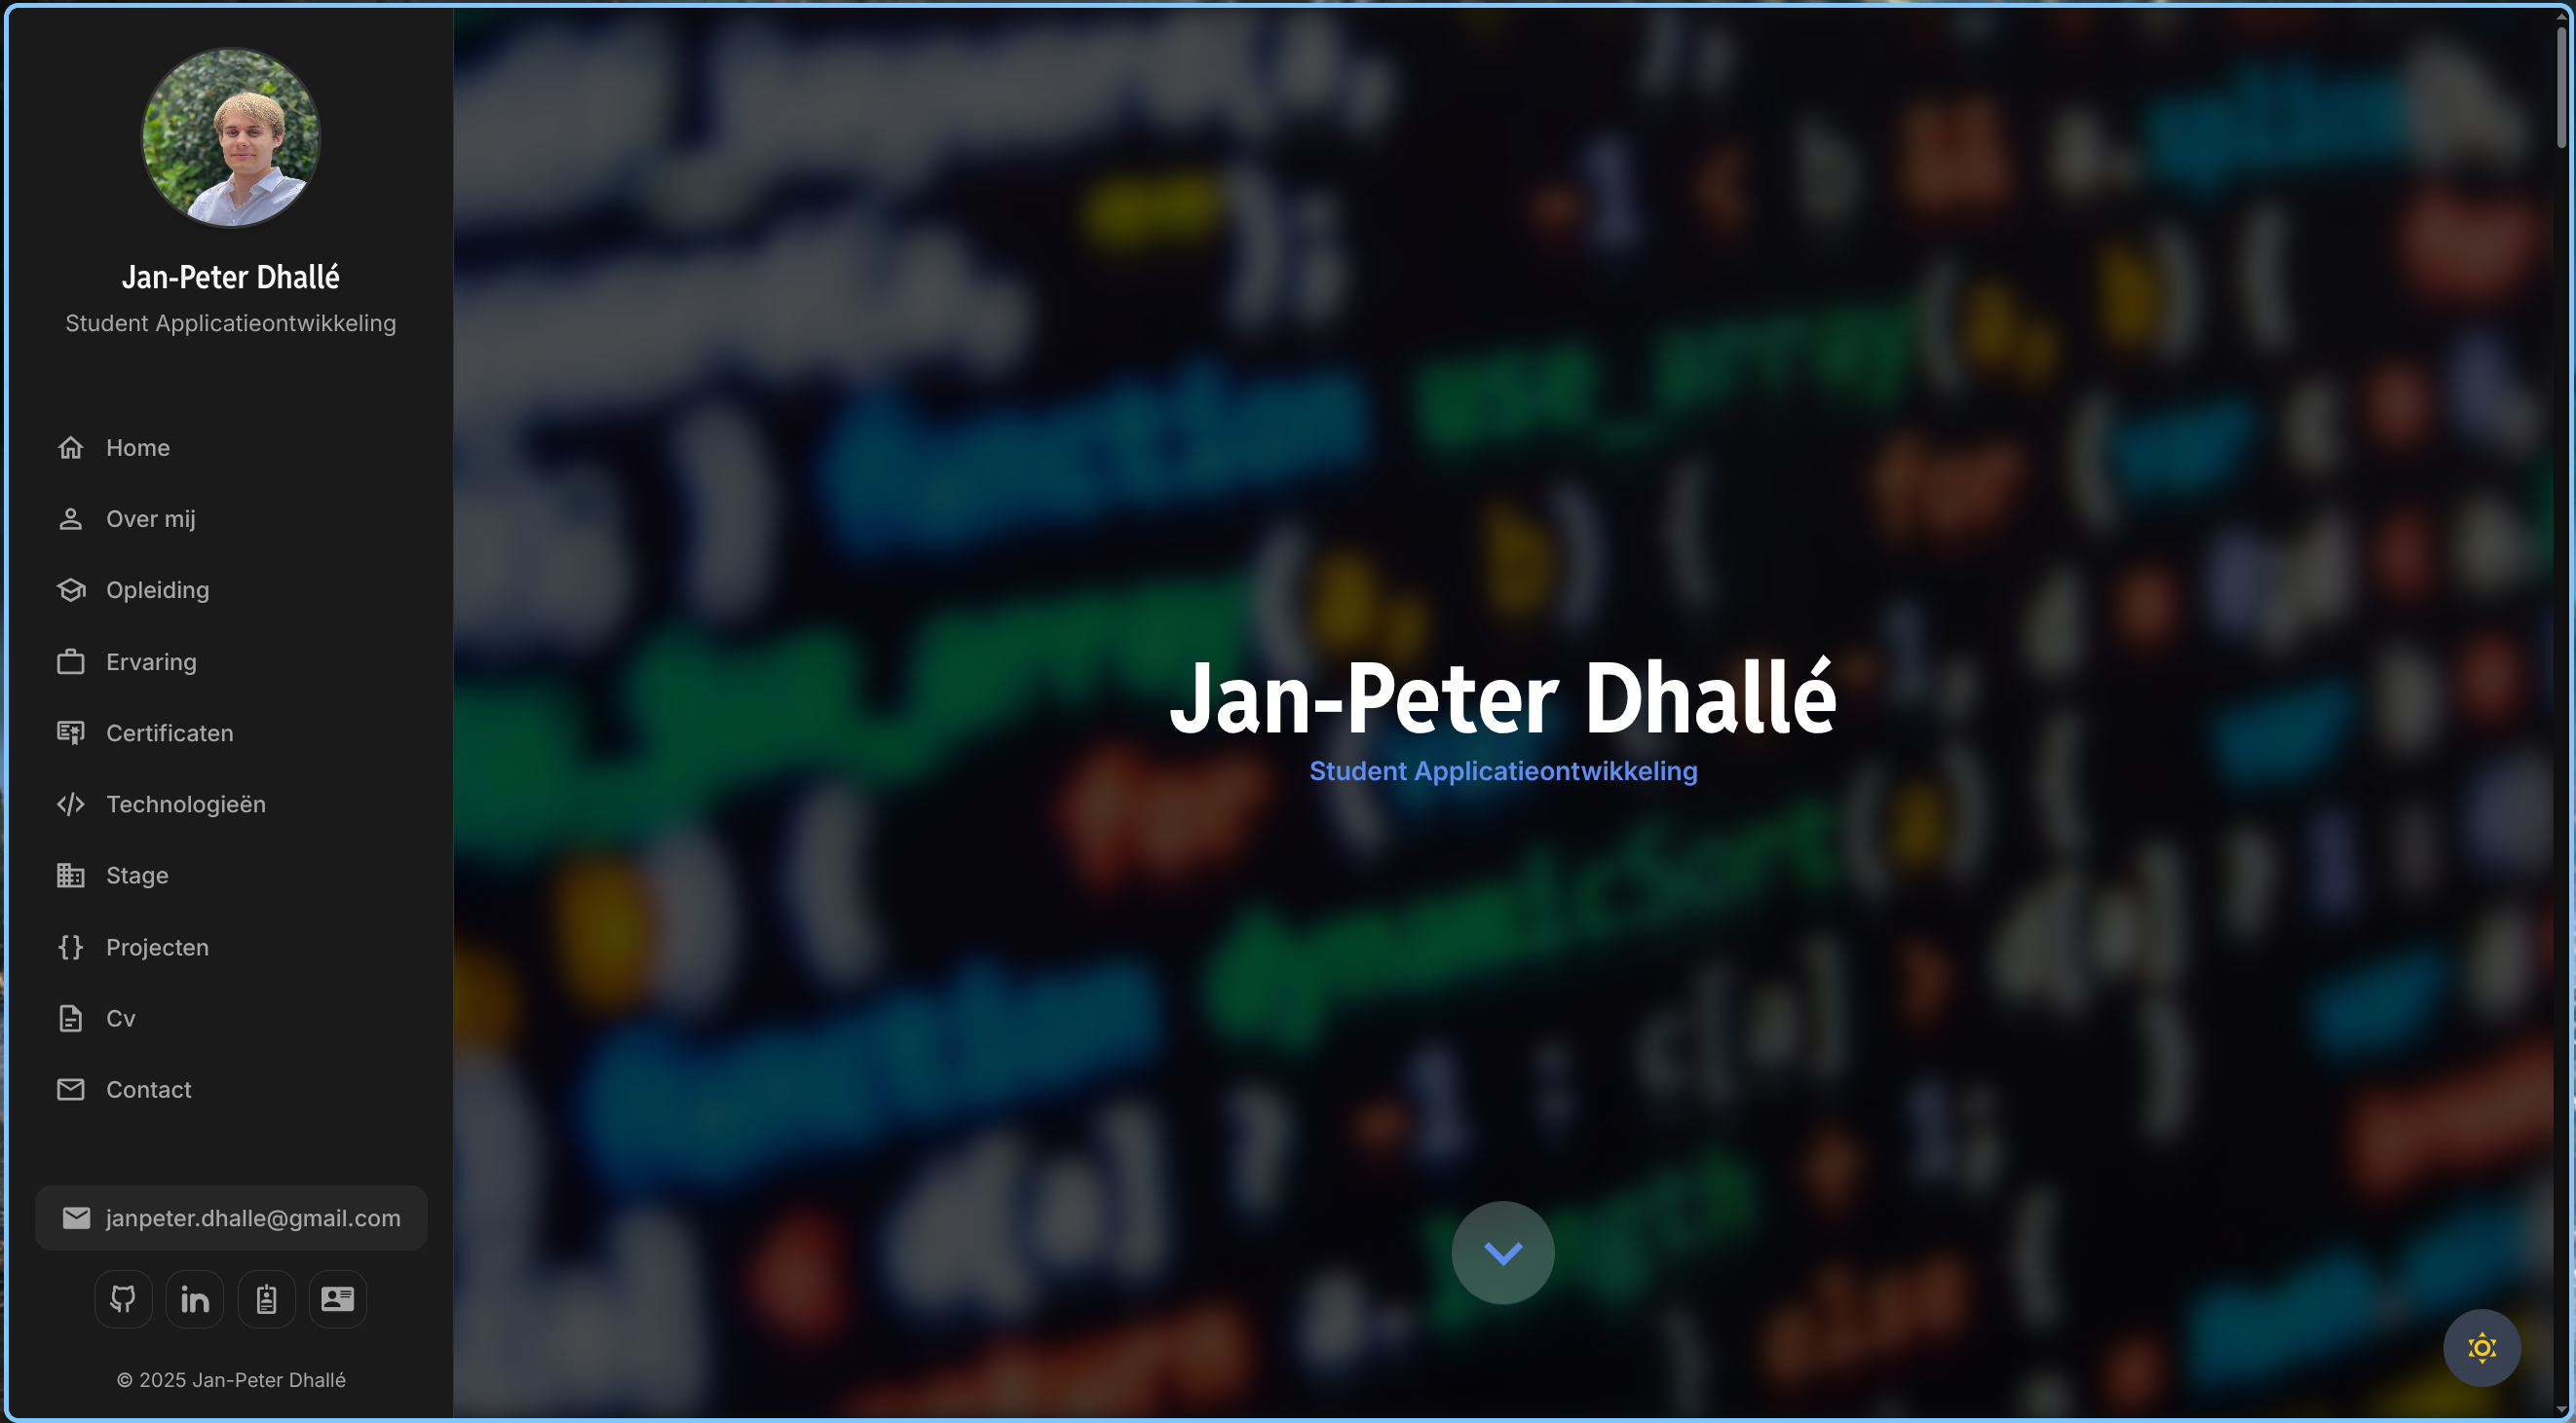 Jan-Peter Dhallé
Student Applicatieontwikkeling
Home
Over mij
Opleiding
Ervaring
Certificaten
Technologieën
Stage
Projecten
Cv
Contact
janpeter.dhalle@gmail.com
© 2025 Jan-Peter Dhallé
Jan-Peter Dhallé
Student Applicatieontwikkeling